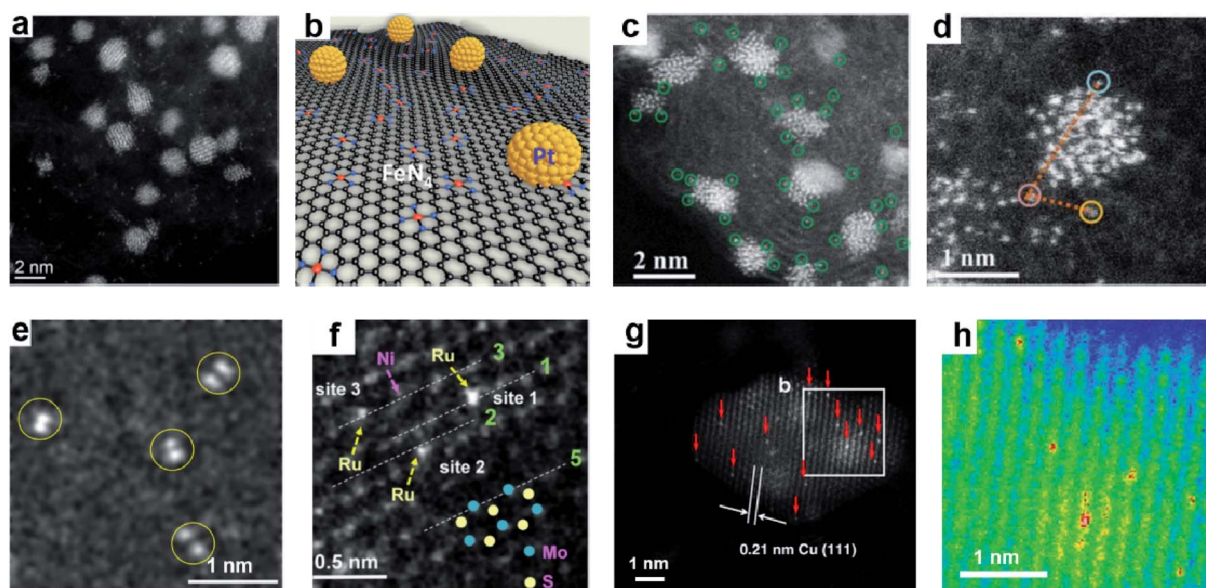 a
2 nm
b
Pt
FeN4
c
2 nm
d
1 nm
e
1 nm
f
Ni
Ru
3
1
site 3
site 1
2
Ru
Ru
site 2
5
0.5 nm
Mo
S
g
b
0.21 nm Cu (111)
1 nm
h
1 nm